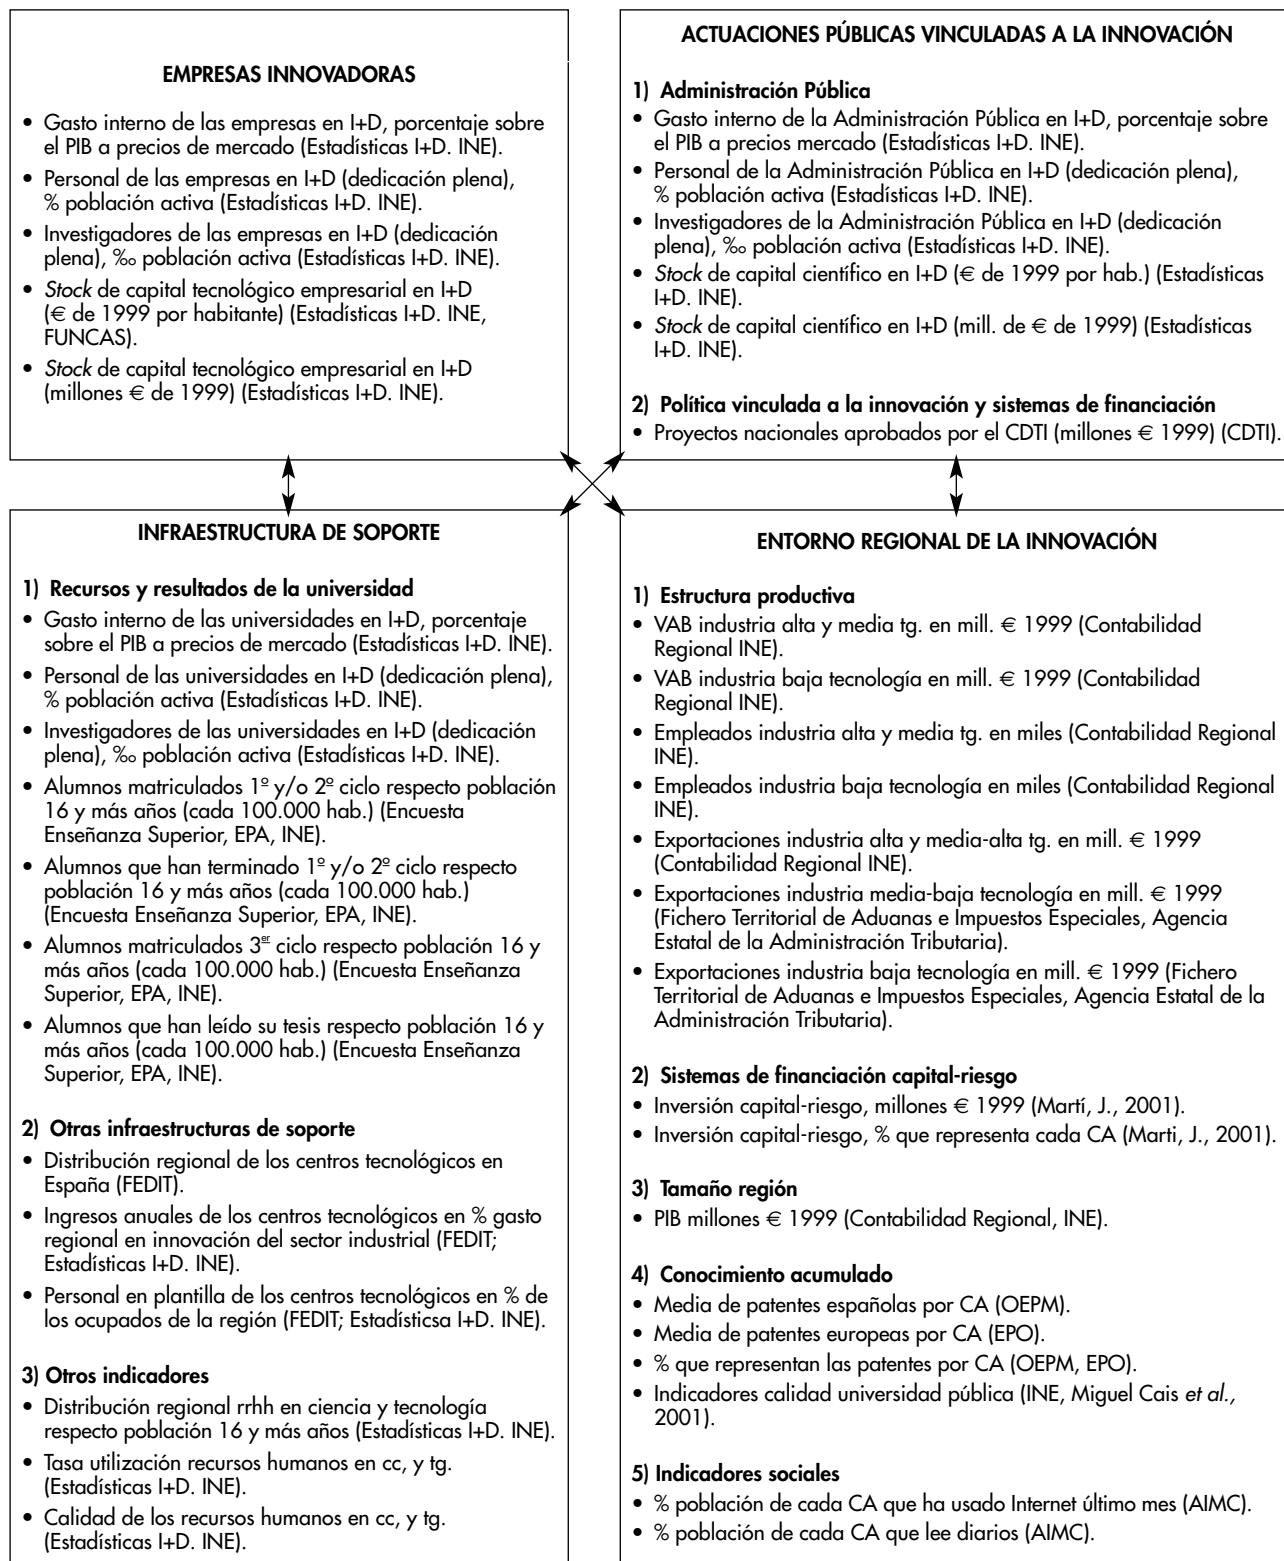 EMPRESAS INNOVADORAS
• Gasto interno de las empresas en I+D, porcentaje sobre
el PIB a precios de mercado (Estadísticas I+D. INE).
• Personal de las empresas en I+D (dedicación plena),
% población activa (Estadísticas I+D. INE).
• Investigadores de las empresas en I+D (dedicación
plena), ‰ población activa (Estadísticas I+D. INE).
• Stock de capital tecnológico empresarial en I+D
(€ de 1999 por habitante) (Estadísticas I+D. INE,
FUNCAS).
• Stock de capital tecnológico empresarial en I+D
(millones € de 1999) (Estadísticas I+D. INE).
ACTUACIONES PÚBLICAS VINCULADAS A LA INNOVACIÓN
1) Administración Pública
• Gasto interno de la Administración Pública en I+D, porcentaje sobre
el PIB a precios mercado (Estadísticas I+D. INE).
• Personal de la Administración Pública en I+D (dedicación plena),
% población activa (Estadísticas I+D. INE).
• Investigadores de la Administración Pública en I+D (dedicación
plena), ‰ población activa (Estadísticas I+D. INE).
• Stock de capital científico en I+D (€ de 1999 por hab.) (Estadísticas
I+D. INE).
• Stock de capital científico en I+D (mill. de € de 1999) (Estadísticas
I+D. INE).
2) Política vinculada a la innovación y sistemas de financiación
• Proyectos nacionales aprobados por el CDTI (millones € 1999) (CDTI).
INFRAESTRUCTURA DE SOPORTE
1) Recursos y resultados de la universidad
• Gasto interno de las universidades en I+D, porcentaje
sobre el PIB a precios de mercado (Estadísticas I+D. INE).
• Personal de las universidades en I+D (dedicación plena),
% población activa (Estadísticas I+D. INE).
• Investigadores de las universidades en I+D (dedicación
plena), ‰ población activa (Estadísticas I+D. INE).
• Alumnos matriculados 1º y/o 2º ciclo respecto población
16 y más años (cada 100.000 hab.) (Encuesta
Enseñanza Superior, EPA, INE).
• Alumnos que han terminado 1º y/o 2º ciclo respecto
población 16 y más años (cada 100.000 hab.)
(Encuesta Enseñanza Superior, EPA, INE).
• Alumnos matriculados 3er ciclo respecto población 16 y
más años (cada 100.000 hab.) (Encuesta Enseñanza
Superior, EPA, INE).
• Alumnos que han leído su tesis respecto población 16 y
más años (cada 100.000 hab.) (Encuesta Enseñanza
Superior, EPA, INE).
2) Otras infraestructuras de soporte
• Distribución regional de los centros tecnológicos en
España (FEDIT).
• Ingresos anuales de los centros tecnológicos en % gasto
regional en innovación del sector industrial (FEDIT;
Estadísticas I+D. INE).
• Personal en plantilla de los centros tecnológicos en % de
los ocupados de la región (FEDIT; Estadísticsa I+D. INE).
3) Otros indicadores
• Distribución regional rrhh en ciencia y tecnología
respecto población 16 y más años (Estadísticas I+D. INE).
• Tasa utilización recursos humanos en cc, y tg.
(Estadísticas I+D. INE).
• Calidad de los recursos humanos en cc, y tg.
(Estadísticas I+D. INE).
ENTORNO REGIONAL DE LA INNOVACIÓN
1) Estructura productiva
• VAB industria alta y media tg. en mill. € 1999 (Contabilidad
Regional INE).
• VAB industria baja tecnología en mill. € 1999 (Contabilidad
Regional INE).
• Empleados industria alta y media tg. en miles (Contabilidad Regional
INE).
• Empleados industria baja tecnología en miles (Contabilidad Regional
INE).
• Exportaciones industria alta y media-alta tg. en mill. € 1999
(Contabilidad Regional INE).
• Exportaciones industria media-baja tecnología en mill. € 1999
(Fichero Territorial de Aduanas e Impuestos Especiales, Agencia
Estatal de la Administración Tributaria).
• Exportaciones industria baja tecnología en mill. € 1999 (Fichero
Territorial de Aduanas e Impuestos Especiales, Agencia Estatal de la
Administración Tributaria).
2) Sistemas de financiación capital-riesgo
• Inversión capital-riesgo, millones € 1999 (Martí, J., 2001).
• Inversión capital-riesgo, % que representa cada CA (Marti, J., 2001).
3) Tamaño región
• PIB millones € 1999 (Contabilidad Regional, INE).
4) Conocimiento acumulado
• Media de patentes españolas por CA (OEPM).
• Media de patentes europeas por CA (EPO).
• % que representan las patentes por CA (OEPM, EPO).
• Indicadores calidad universidad pública (INE, Miguel Cais et al.,
2001).
5) Indicadores sociales
• % población de cada CA que ha usado Internet último mes (AIMC).
• % población de cada CA que lee diarios (AIMC).